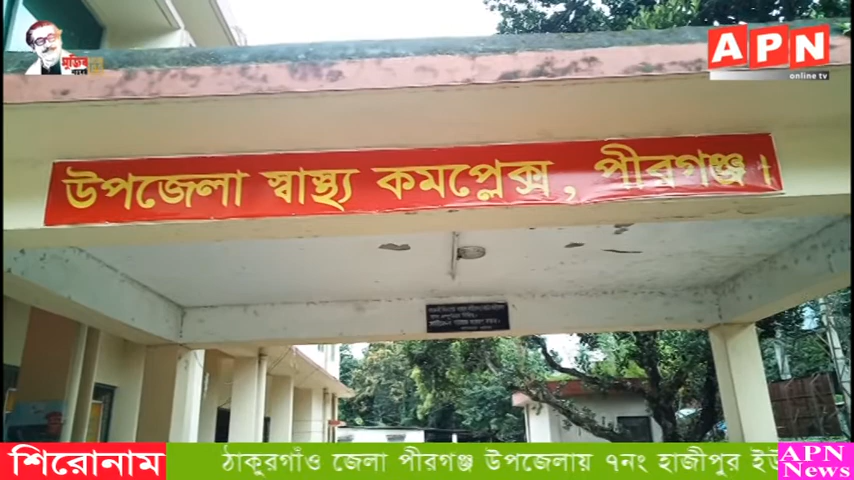 মুজিব
APN
online tv
উপজেলা স্বাস্থ্য কমপ্লেক্স, পীরগঞ্জ।
শিরোনাম
ঠাকুরগাঁও জেলা পীরগঞ্জ উপজেলায় ৭নং হাজীপুর ইউ
APN
News